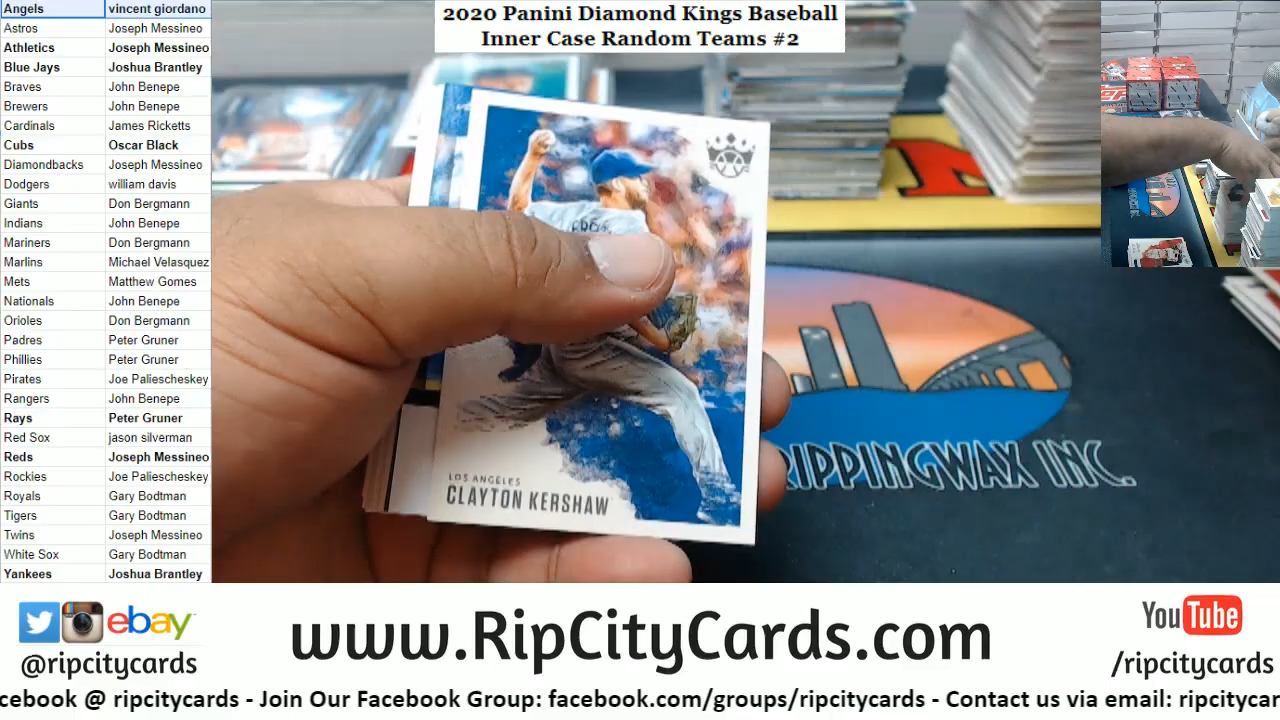 Angels vincent giordano
Astros Joseph Messineo
Athletics Joseph Messineo
Blue Jays Joshua Brantley
Braves John Benepe
Brewers John Benepe
Cardinals James Ricketts
Cubs Oscar Black
Diamondbacks Joseph Messineo
Dodgers william davis
Giants Don Bergmann
Indians John Benepe
Mariners Don Bergmann
Marlins Michael Velasquez
Mets Matthew Gomes
Nationals John Benepe
Orioles Don Bergmann
Padres Peter Gruner
Phillies Peter Gruner
Pirates Joe Paliescheskey
Rangers John Benepe
Rays Peter Gruner
Red Sox jason silverman
Reds Joseph Messineo
Rockies Joe Paliescheskey
Royals Gary Bodtman
Tigers Gary Bodtman
Twins Joseph Messineo
White Sox Gary Bodtman
Yankees Joshua Brantley
2020 Panini Diamond Kings Baseball
Inner Case Random Teams #2
LOS ANGELES
CLAYTON KERSHAW
RIPPINGWAX INC.
ebay
@ripcitycards
www.RipCityCards.com
YouTube
/ripcitycards
cebook @ ripcitycards - Join Our Facebook Group: facebook.com/groups/ripcitycards - Contact us via email: ripcitycar